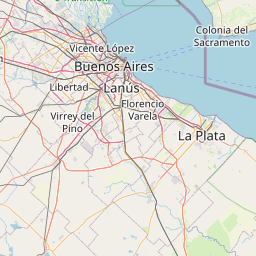 Colonia del
Sacramento
Vicente López
Buenos Aires
Libertad
Lanús
Florencio
Varela
Virrey del
Pino
La Plata